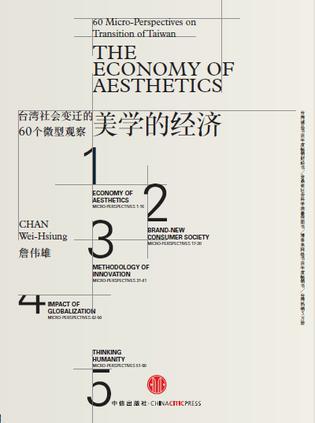 60 Micro-Perspectives on
Transition of Taiwan
THE
ECONOMY OF
AESTHETICS
台湾社会变迁的
60个微型观察
美学的经济
1
ECONOMY OF
AESTHETICS
MICRO-PERSPECTIVES 1-16
2
BRAND-NEW
CONSUMER SOCIETY
MICRO-PERSPECTIVES 17-30
CHAN
Wei-Hsiung
詹伟雄
3
METHODOLOGY OF
INNOVATION
MICRO-PERSPECTIVES 31-41
4
IMPACT OF
GLOBALIZATION
MICRO-PERSPECTIVES 42-50
THINKING
HUMANITY
MICRO-PERSPECTIVES 51-60
5
中信出版社·CHINACITICPRESS